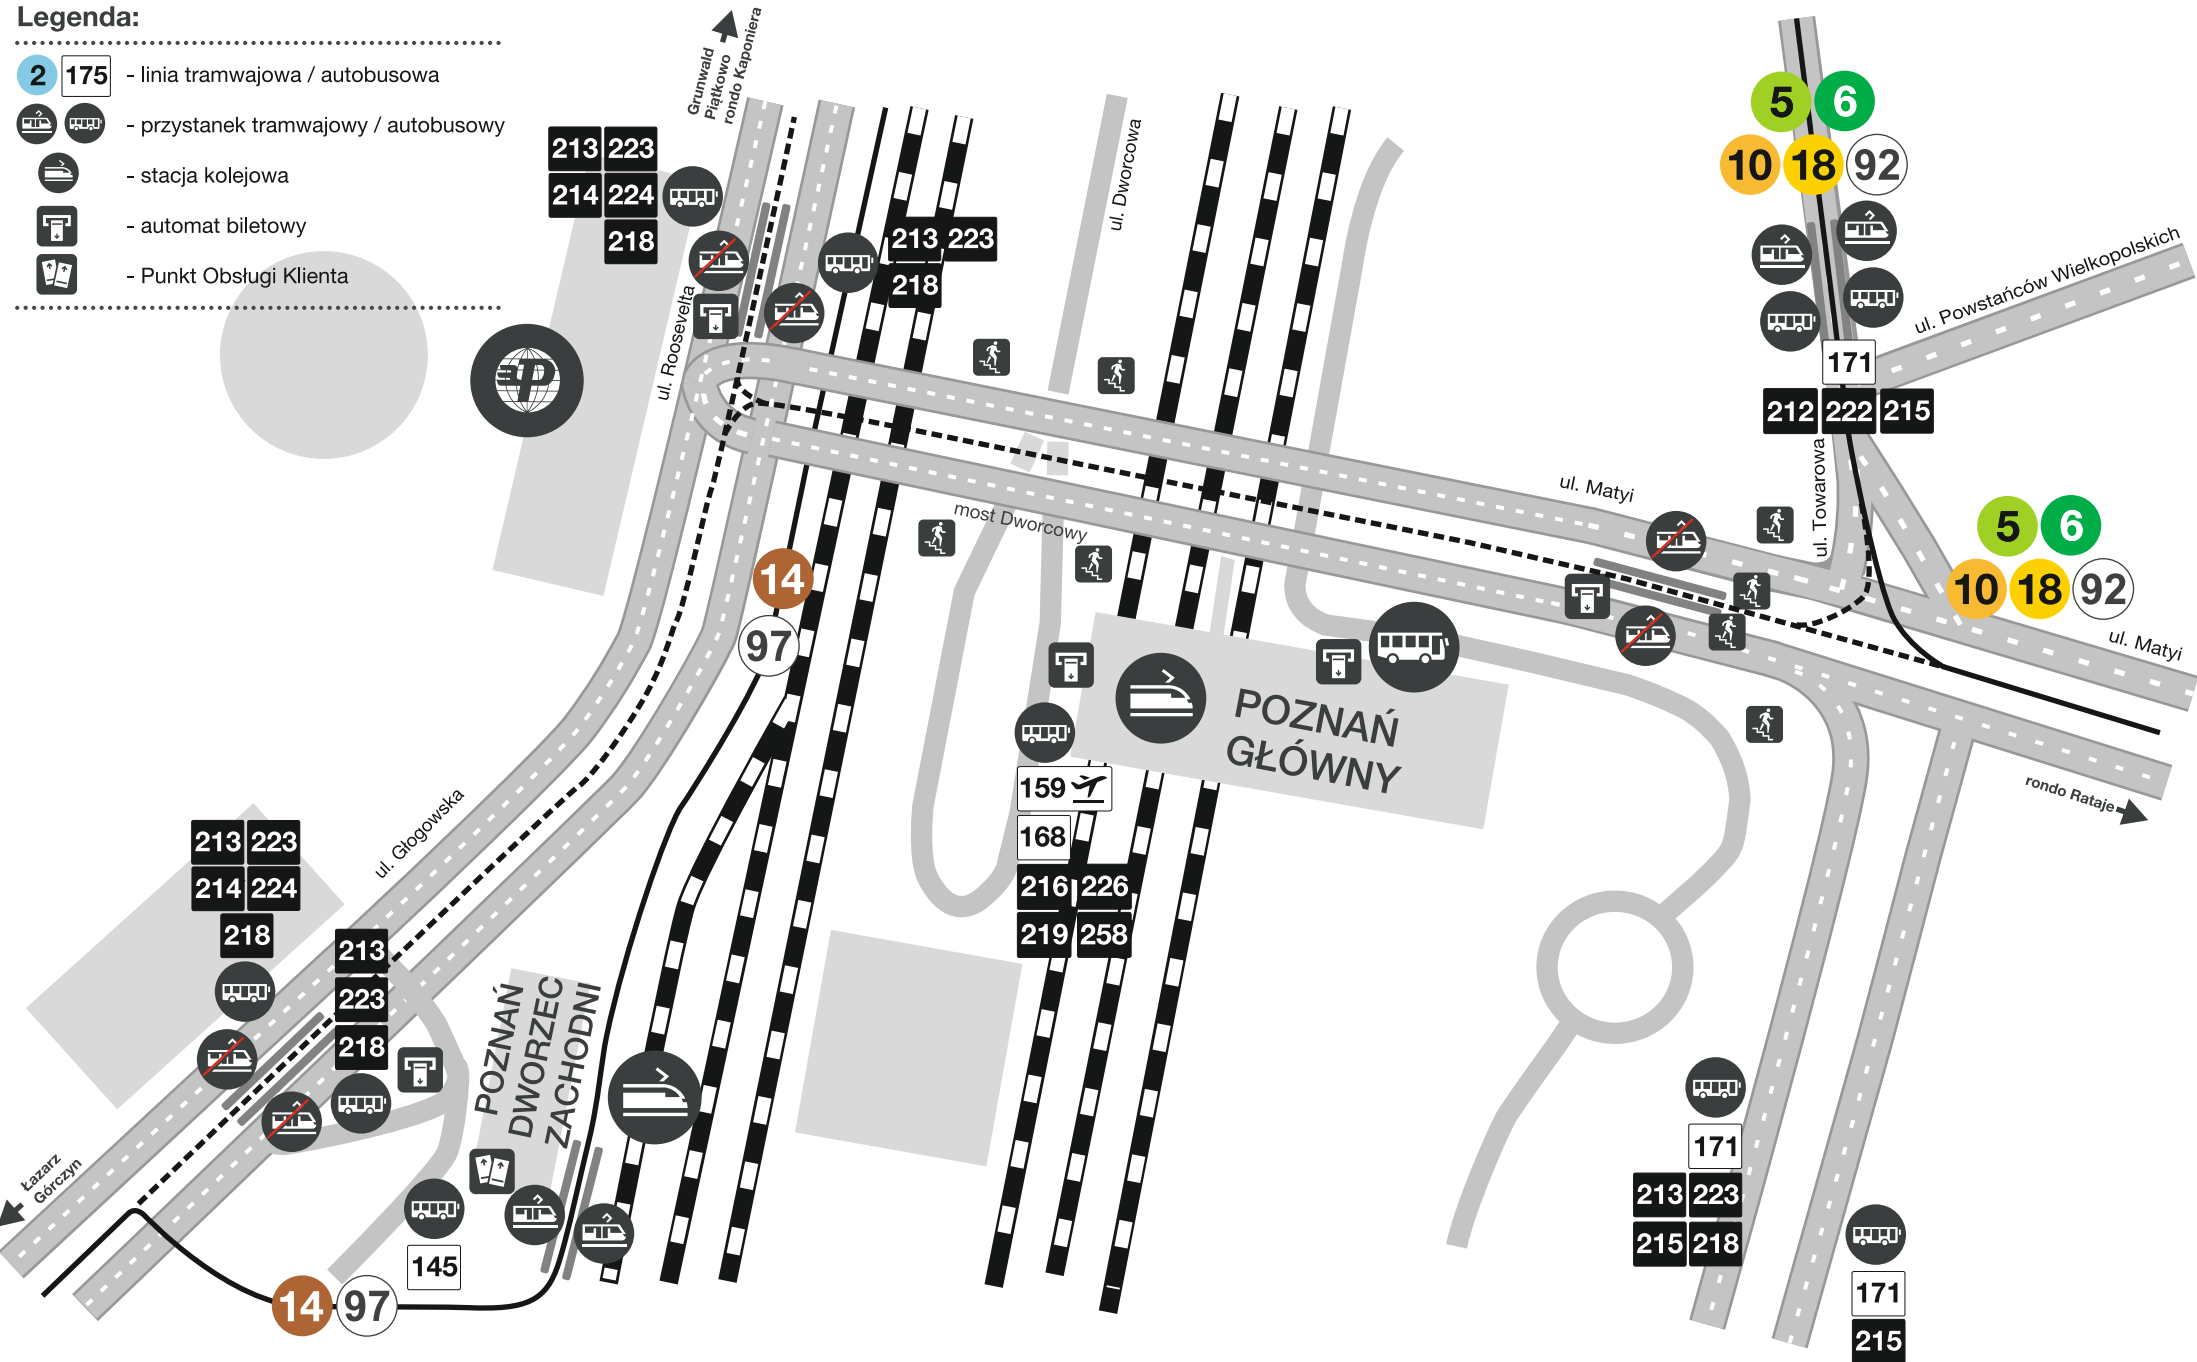 Legenda:
2 175 - linia tramwajowa / autobusowa
- przystanek tramwajowy / autobusowy
- stacja kolejowa
- automat biletowy
- Punkt Obsługi Klienta
Grunwald
Piątkowo
rondo Kaponiera
213 223
214 224
218
213 223
218
ul. Roosevelta
ul. Dworcowa
5 6
10 18 92
ul. Powstańców Wielkopolskich
171
212 222 215
ul. Towarowa
ul. Matyi
most Dworcowy
5 6
10 18 92
ul. Matyi
rondo Rataje
14
97
POZNAŃ
GŁÓWNY
159
168
216 226
219 258
ul. Głogowska
213 223
214 224
218
213
223
218
POZNAŃ
DWORZEC
ZACHODNI
Łazarz
Górczyn
145
14 97
171
213 223
215 218
171
215